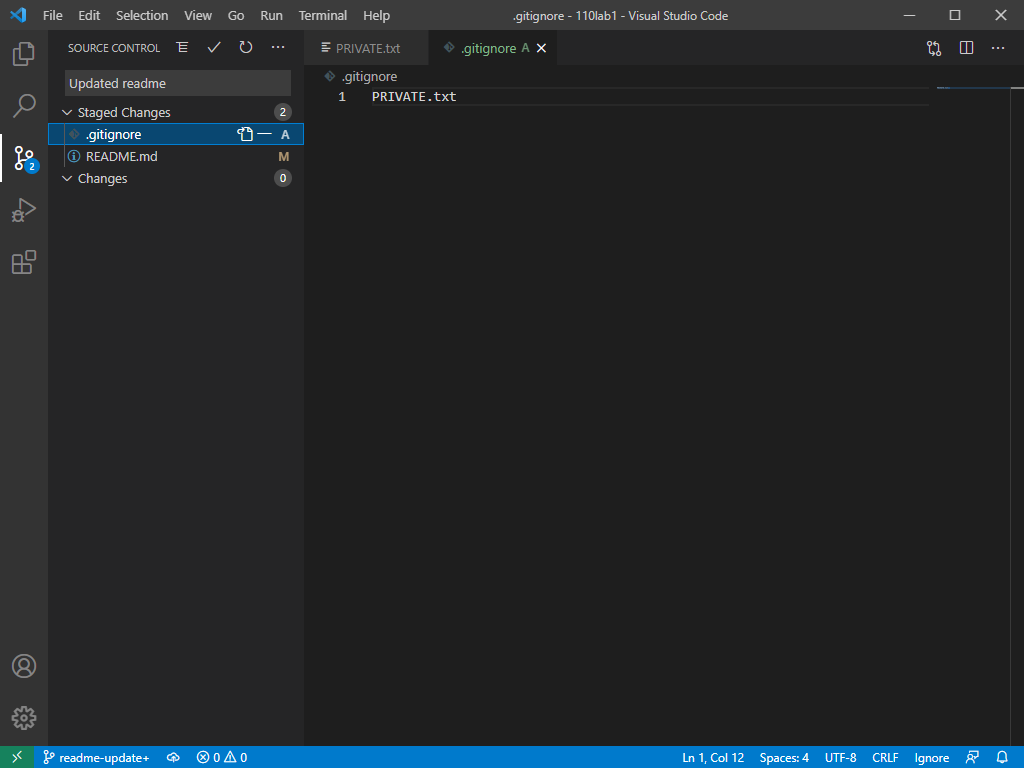 File Edit Selection View Go Run Terminal Help .gitignore - 110lab1 - Visual Studio Code
SOURCE CONTROL
PRIVATE.txt .gitignore A
Updated readme
.gitignore
1 PRIVATE.txt
Staged Changes 2
.gitignore A
README.md M
Changes 0
2
readme-update+ 0 0 Ln 1, Col 12 Spaces: 4 UTF-8 CRLF Ignore